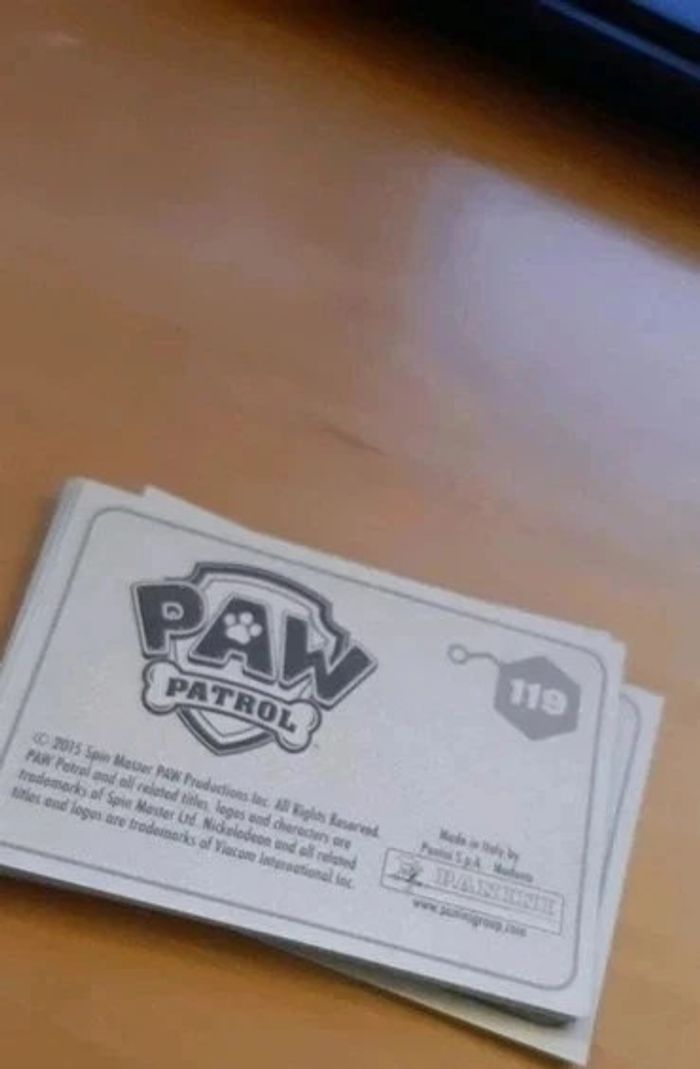 PAW
PATROL
119
© 2015 Spin Master PAW Productions Inc. All Rights Reserved.
PAW Patrol and all related titles, logos and characters are
trademarks of Spin Master Ltd. Nickelodeon and all related
titles and logos are trademarks of Viacom International Inc.
Made in Italy by
Panini S.p.A. - Modena
PANINI
www.paninigroup.com